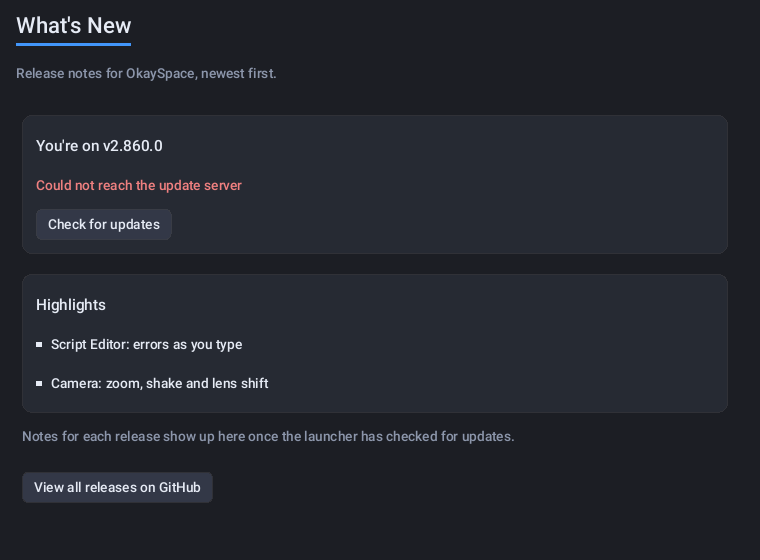 What's New
Release notes for OkaySpace, newest first.
You're on v2.860.0
Could not reach the update server
Check for updates
Highlights
Script Editor: errors as you type
Camera: zoom, shake and lens shift
Notes for each release show up here once the launcher has checked for updates.
View all releases on GitHub